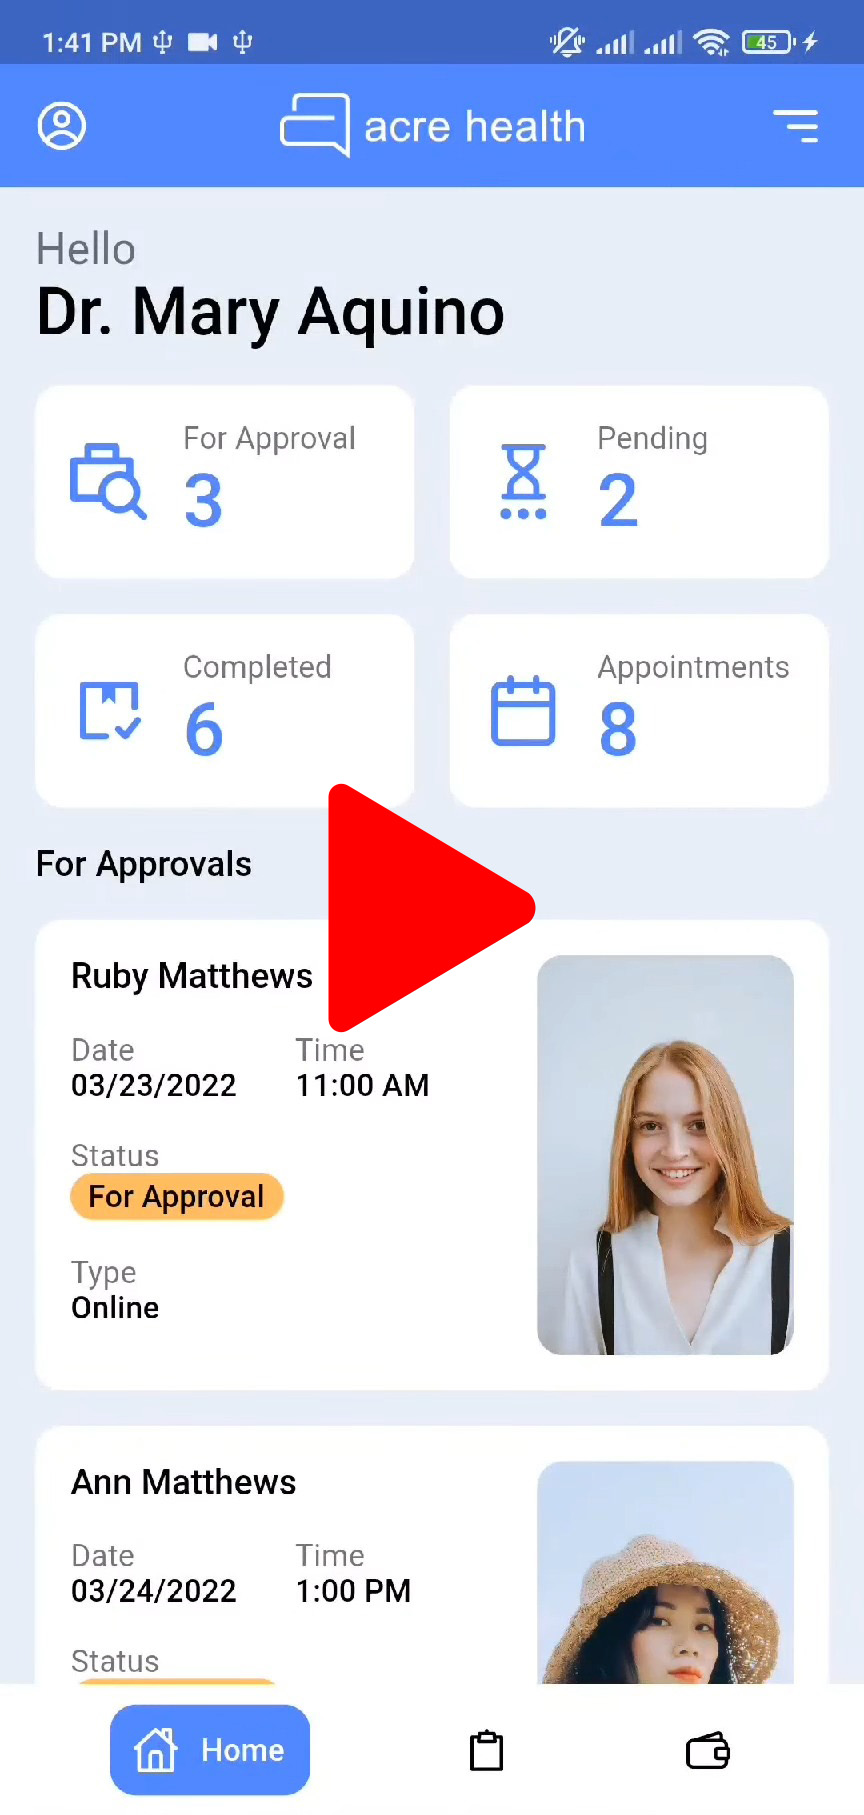 1:41 PM
45
acre health
Hello
Dr. Mary Aquino
For Approval
3
Pending
2
Completed
6
Appointments
8
For Approvals
Ruby Matthews
Date
Time
03/23/2022
11:00 AM
Status
For Approval
Type
Online
Ann Matthews
Date
Time
03/24/2022
1:00 PM
Status
Home